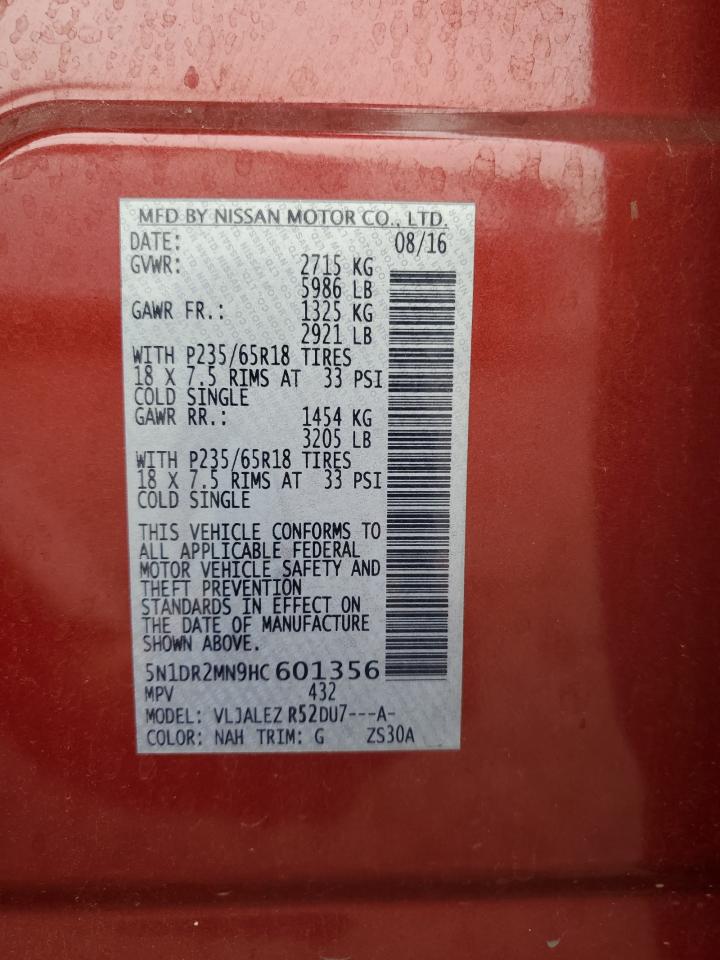 MFD BY NISSAN MOTOR CO., LTD.
DATE: 08/16
GVWR: 2715 KG
5986 LB
GAWR FR.: 1325 KG
2921 LB
WITH P235/65R18 TIRES
18 X 7.5 RIMS AT 33 PSI
COLD SINGLE
GAWR RR.: 1454 KG
3205 LB
WITH P235/65R18 TIRES
18 X 7.5 RIMS AT 33 PSI
COLD SINGLE
THIS VEHICLE CONFORMS TO
ALL APPLICABLE FEDERAL
MOTOR VEHICLE SAFETY AND
THEFT PREVENTION
STANDARDS IN EFFECT ON
THE DATE OF MANUFACTURE
SHOWN ABOVE.
5N1DR2MN9HC601356
MPV 432
MODEL: VLJALEZ R52DU7---A-
COLOR: NAH TRIM: G ZS30A